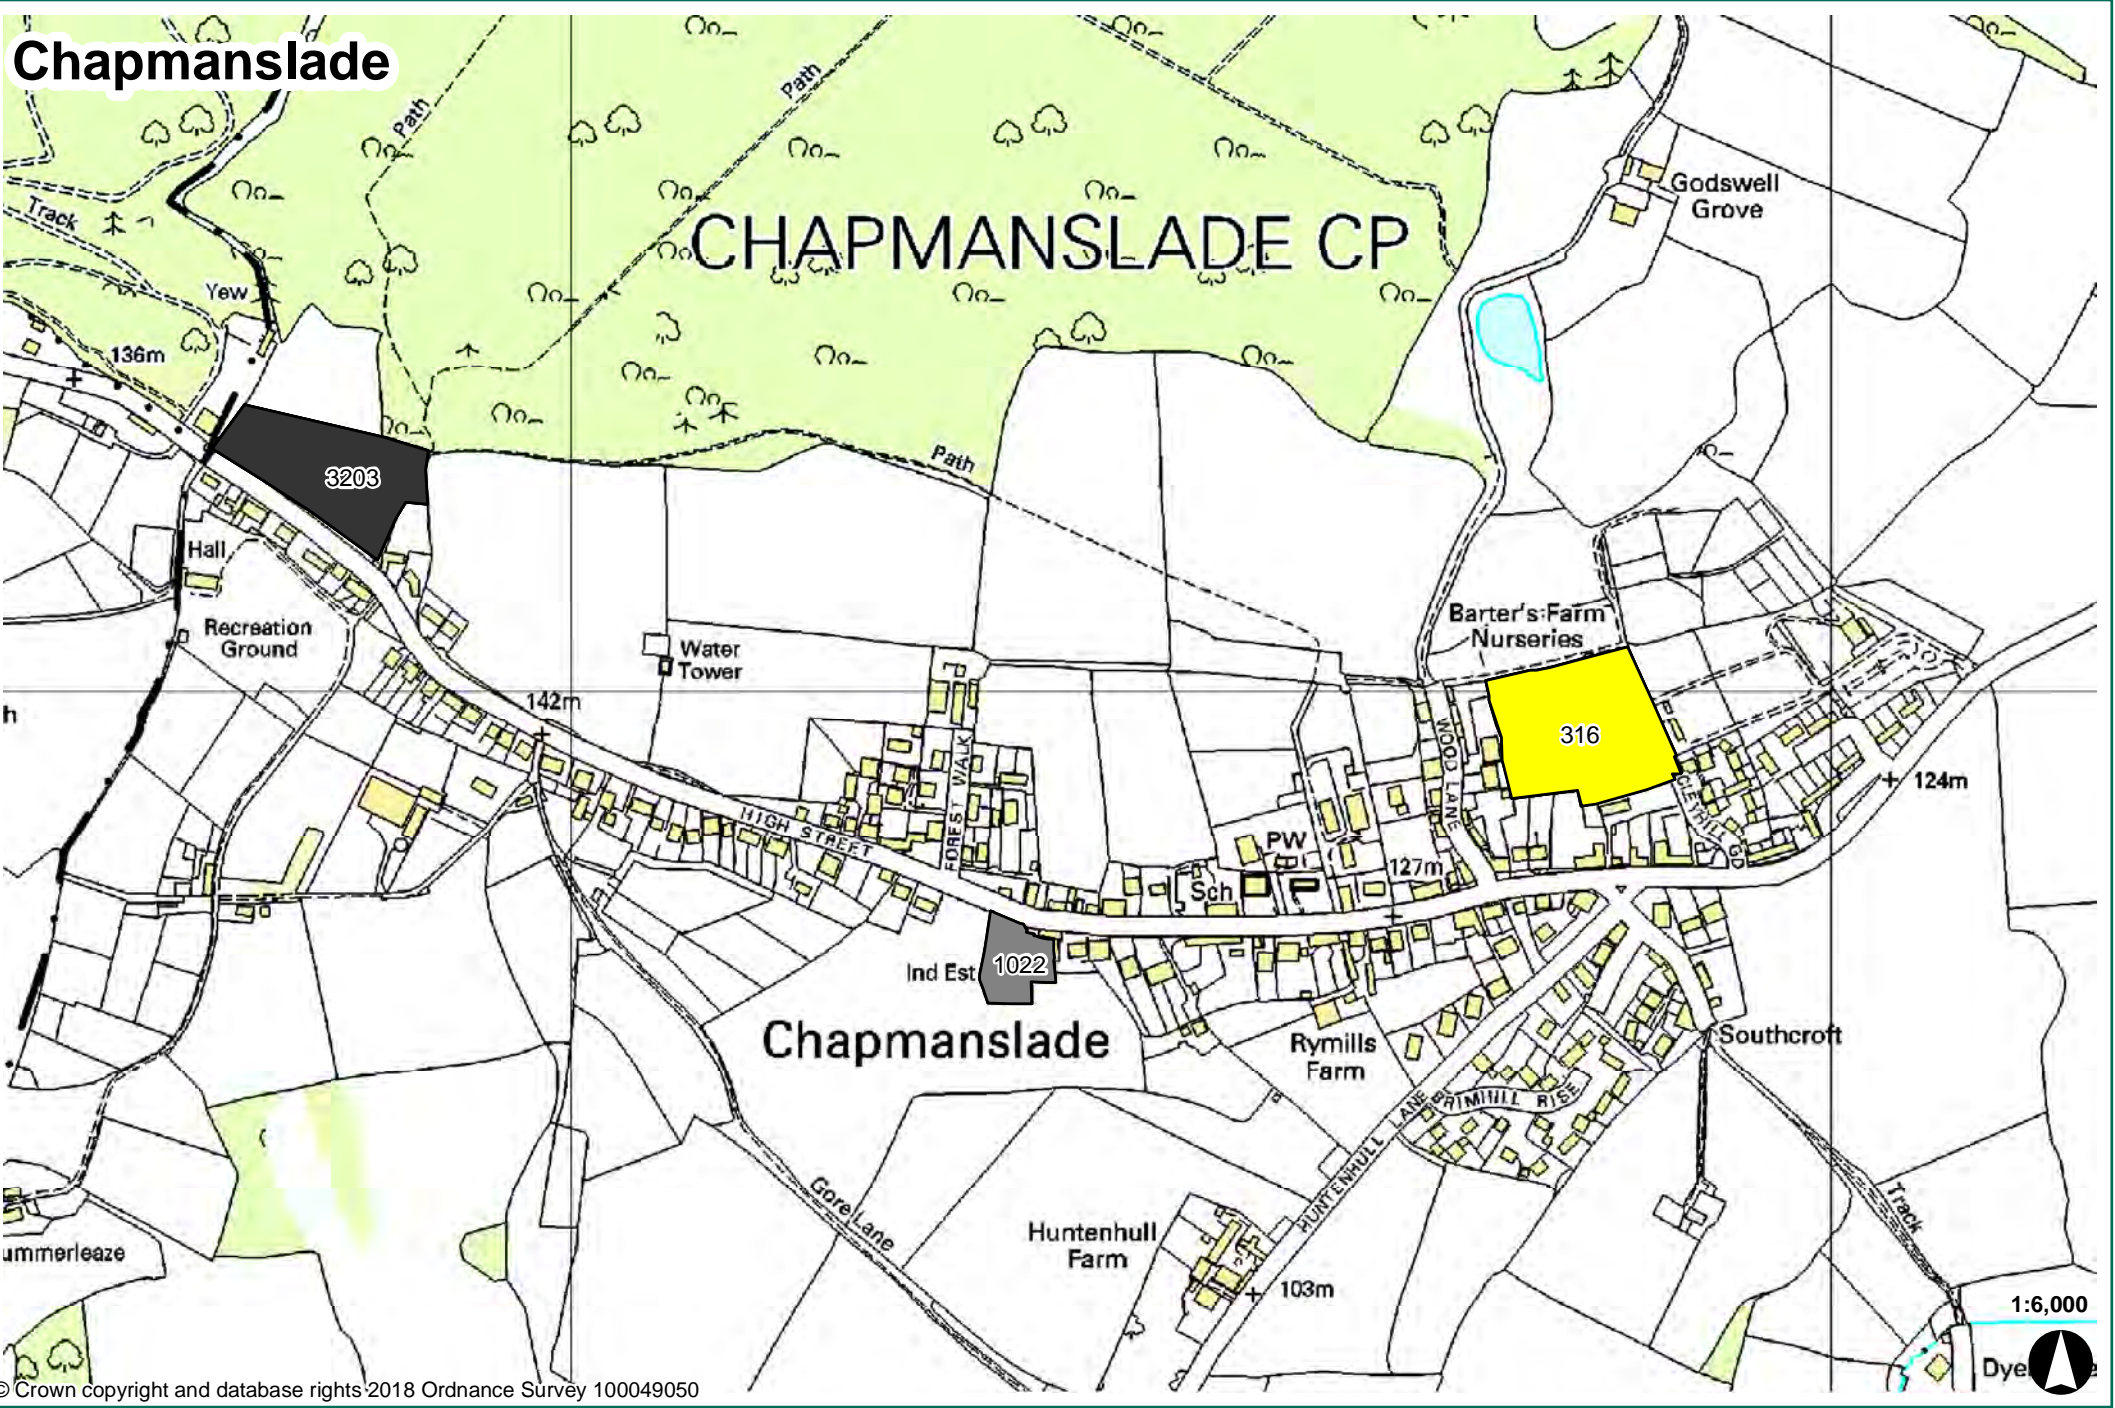 Chapmanslade
Path
Path
Track
CHAPMANSLADE CP
Godswell
Grove
Yew
136m
3203
Path
Hall
Recreation
Ground
Barter's Farm
Nurseries
Water
Tower
142m
h
316
WOOD LANE
FOREST WALK
HIGH STREET
CLEYHILL GD
124m
PW
127m
Sch
Ind Est
1022
Chapmanslade
Rymills
Farm
Southcroft
BRIMHILL RISE
HUNTENHULL LANE
Gore Lane
Track
Huntenhull
Farm
ummerleaze
103m
1:6,000
Dye
© Crown copyright and database rights 2018 Ordnance Survey 100049050